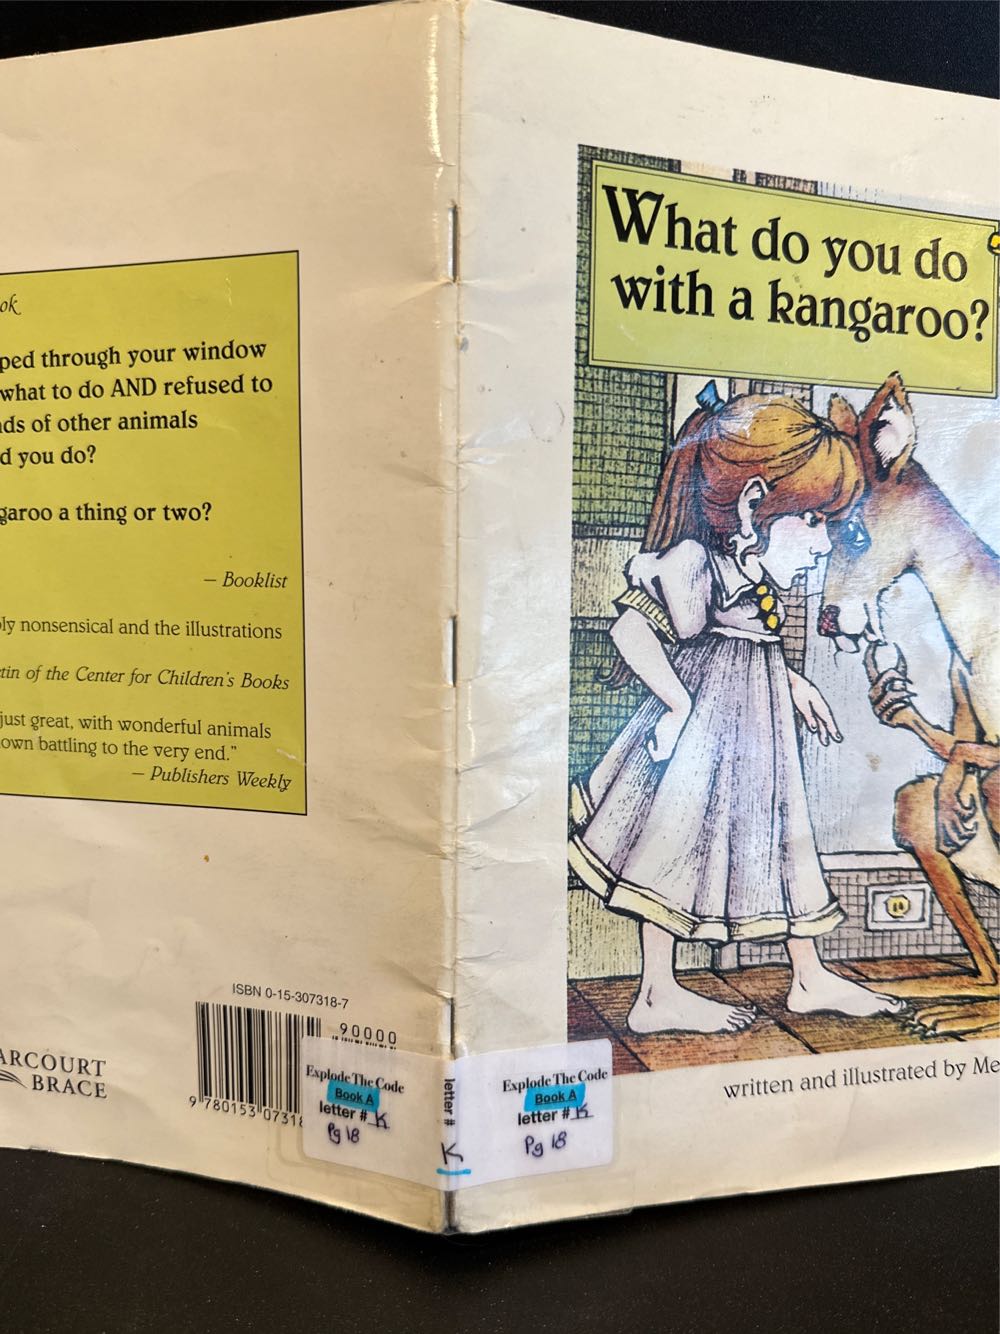 ok
ped through your window
what to do AND refused to
ds of other animals
d you do?
garoo a thing or two?
– Booklist
ly nonsensical and the illustrations
tin of the Center for Children's Books
just great, with wonderful animals
own battling to the very end."
– Publishers Weekly
ISBN 0-15-307318-7
90000
9 780153 07318
ARCOURT
BRACE
Explode The Code
Book A
letter # K
Pg 18
letter #
K
What do you do
with a kangaroo?
written and illustrated by Me
Explode The Code
Book A
letter # K
Pg 18